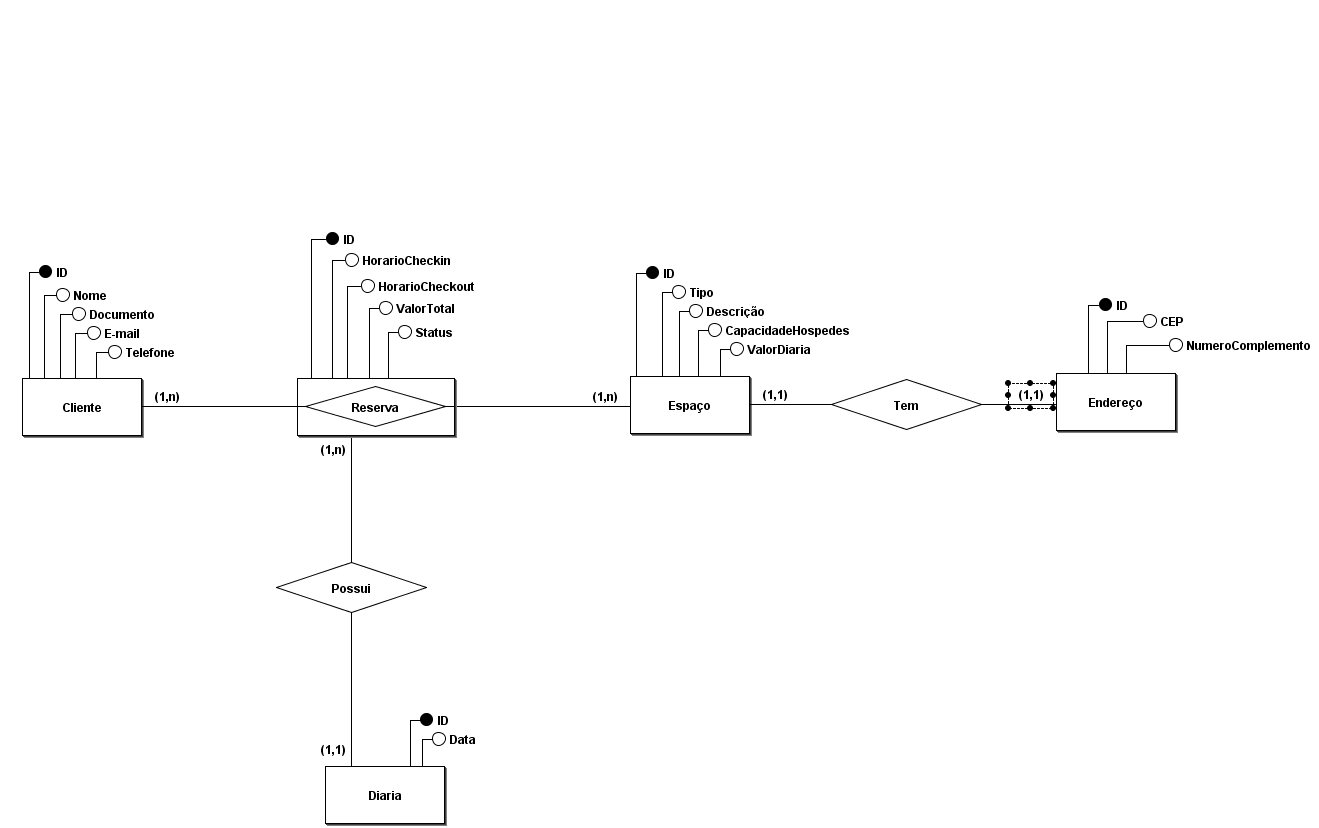 ID
Nome
Documento
E-mail
Telefone
Cliente
(1,n)
ID
HorarioCheckin
HorarioCheckout
ValorTotal
Status
Reserva
(1,n)
(1,n)
ID
Tipo
Descrição
CapacidadeHospedes
ValorDiaria
Espaço
(1,1)
Tem
(1,1)
ID
CEP
NumeroComplemento
Endereço
Possui
(1,1)
ID
Data
Diaria